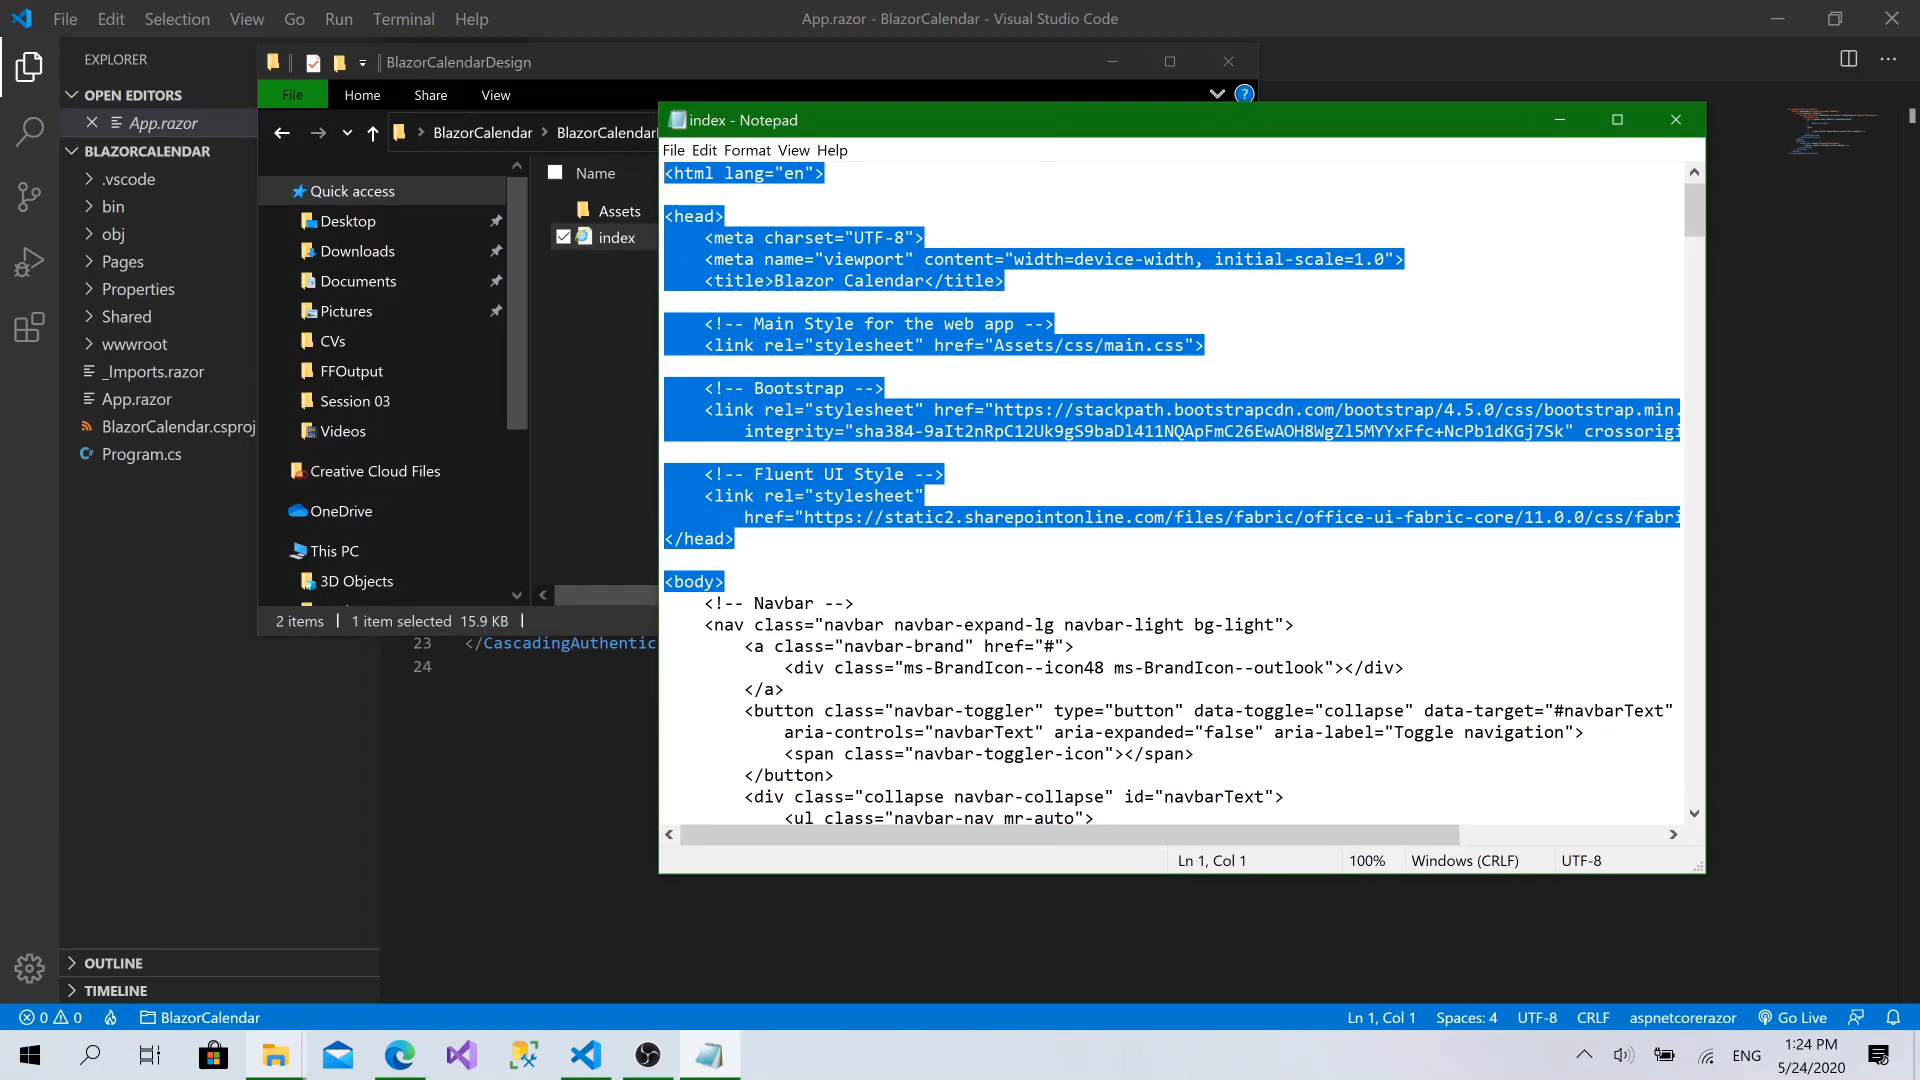 File Edit Selection View Go Run Terminal Help
App.razor - BlazorCalendar - Visual Studio Code
EXPLORER
OPEN EDITORS
App.razor
BLAZORCALENDAR
.vscode
bin
obj
Pages
Properties
Shared
wwwroot
_Imports.razor
App.razor
BlazorCalendar.csproj
Program.cs
OUTLINE
TIMELINE
BlazorCalendarDesign
File Home Share View
BlazorCalendar
Quick access
Desktop
Downloads
Documents
Pictures
CVs
FFOutput
Session 03
Videos
Creative Cloud Files
OneDrive
This PC
3D Objects
Name
Assets
index
2 items 1 item selected 15.9 KB
23 </CascadingAuthentic
24
index - Notepad
File Edit Format View Help
<html lang="en">
<head>
<meta charset="UTF-8">
<meta name="viewport" content="width=device-width, initial-scale=1.0">
<title>Blazor Calendar</title>
<!-- Main Style for the web app -->
<link rel="stylesheet" href="Assets/css/main.css">
<!-- Bootstrap -->
<link rel="stylesheet" href="https://stackpath.bootstrapcdn.com/bootstrap/4.5.0/css/bootstrap.min.
integrity="sha384-9aIt2nRpC12Uk9gS9baDl411NQApFmC26EwAOH8WgZl5MYYxFfc+NcPb1dKGj7Sk" crossorigi
<!-- Fluent UI Style -->
<link rel="stylesheet"
href="https://static2.sharepointonline.com/files/fabric/office-ui-fabric-core/11.0.0/css/fabri
</head>
<body>
<!-- Navbar -->
<nav class="navbar navbar-expand-lg navbar-light bg-light">
<a class="navbar-brand" href="#">
<div class="ms-BrandIcon--icon48 ms-BrandIcon--outlook"></div>
</a>
<button class="navbar-toggler" type="button" data-toggle="collapse" data-target="#navbarText"
aria-controls="navbarText" aria-expanded="false" aria-label="Toggle navigation">
<span class="navbar-toggler-icon"></span>
</button>
<div class="collapse navbar-collapse" id="navbarText">
<ul class="navbar-nav mr-auto">
Ln 1, Col 1 100% Windows (CRLF) UTF-8
0 0 BlazorCalendar
Ln 1, Col 1 Spaces: 4 UTF-8 CRLF aspnetcorerazor Go Live
ENG
1:24 PM
5/24/2020